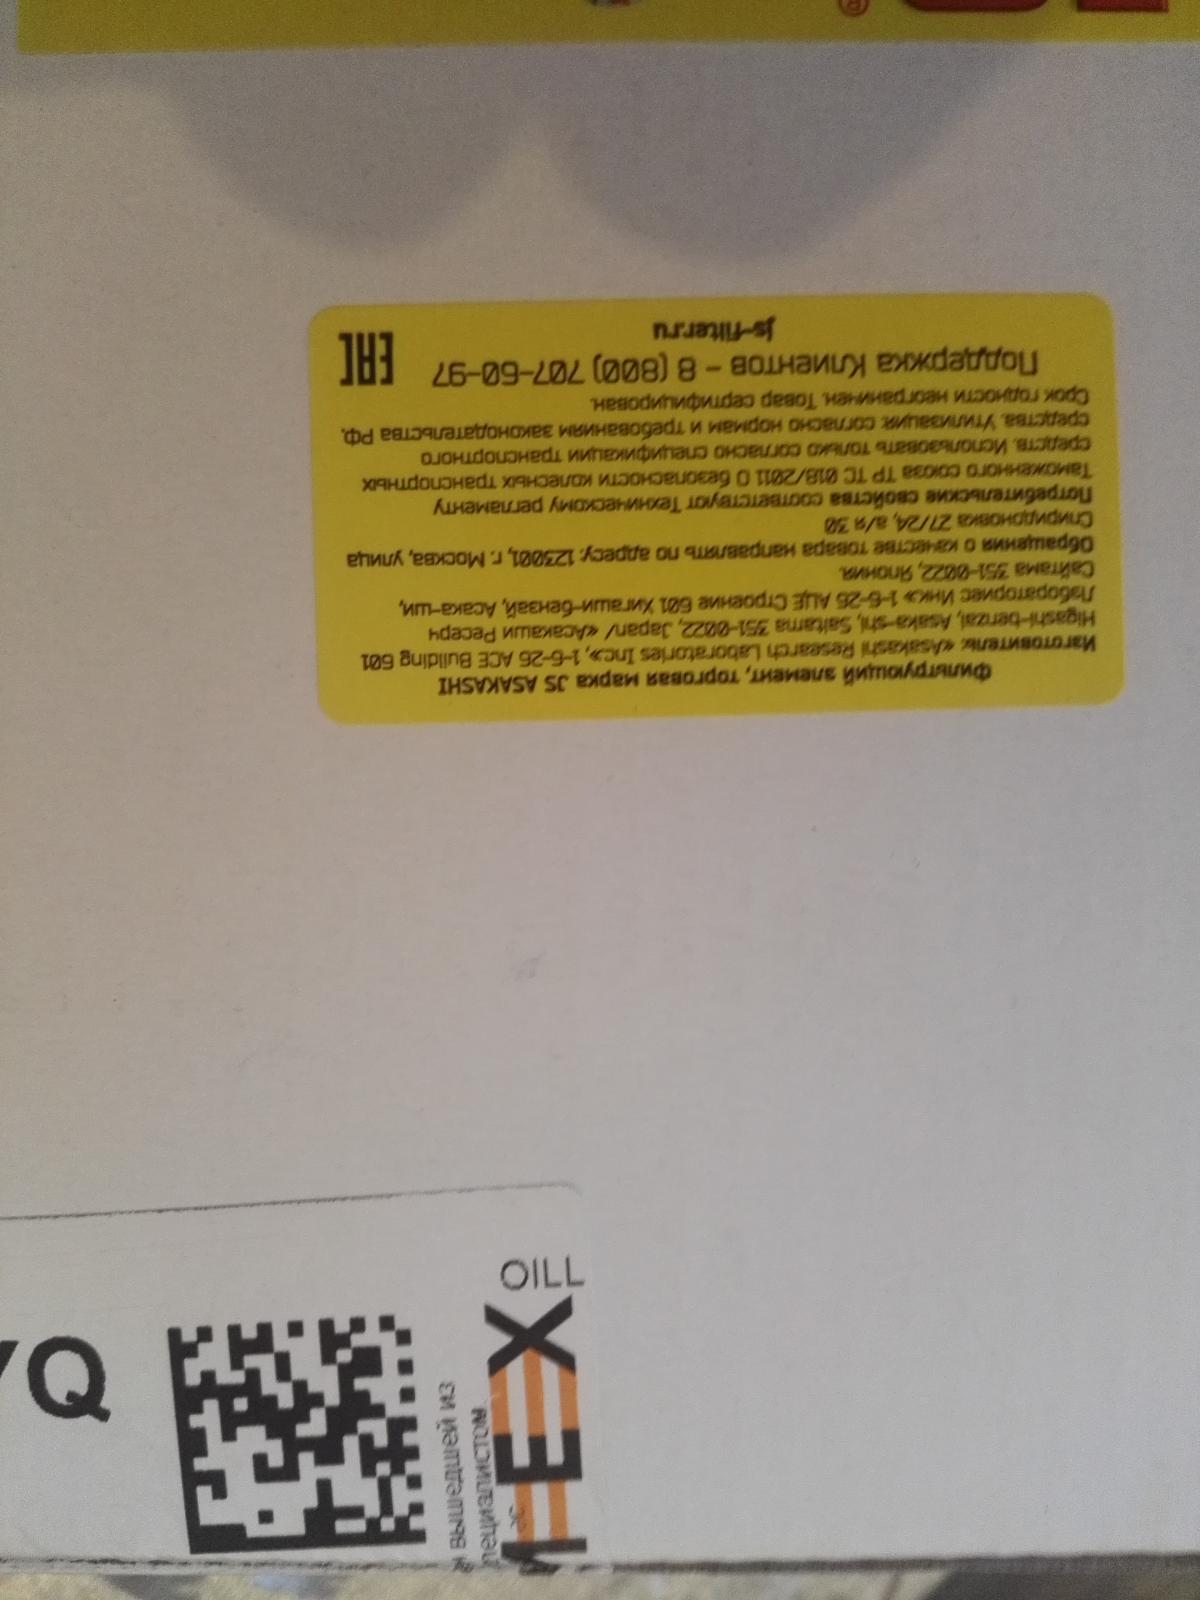 Фильтрующий элемент, торговая марка JS ASAKASHI
Изготовитель: «Asakashi Research Laboratories Inc», 1-6-26 ACE Building 601
Higashi-benzai, Asaka-shi, Saitama 351-0022, Japan/ «Асакаши Ресерч
Лабораториес Инк» 1-6-26 АЦЕ Строение 601 Хигаши-бензай, Асака-ши,
Сайтама 351-0022, Япония.
Обращения о качестве товара направлять по адресу: 123001, г. Москва, улица
Спиридоновка 27/24, а/я 30
Потребительские свойства соответствуют Техническому регламенту
Таможенного союза ТР ТС 018/2011 О безопасности колесных транспортных
средств. Использовать только согласно спецификации транспортного
средства. Утилизация: согласно нормам и требованиям законодательства РФ.
Срок годности неограничен. Товар сертифицирован.
Поддержка Клиентов - 8 (800) 707-60-97
js-filter.ru
EAC
OILL
EX
вышедшей из
Q